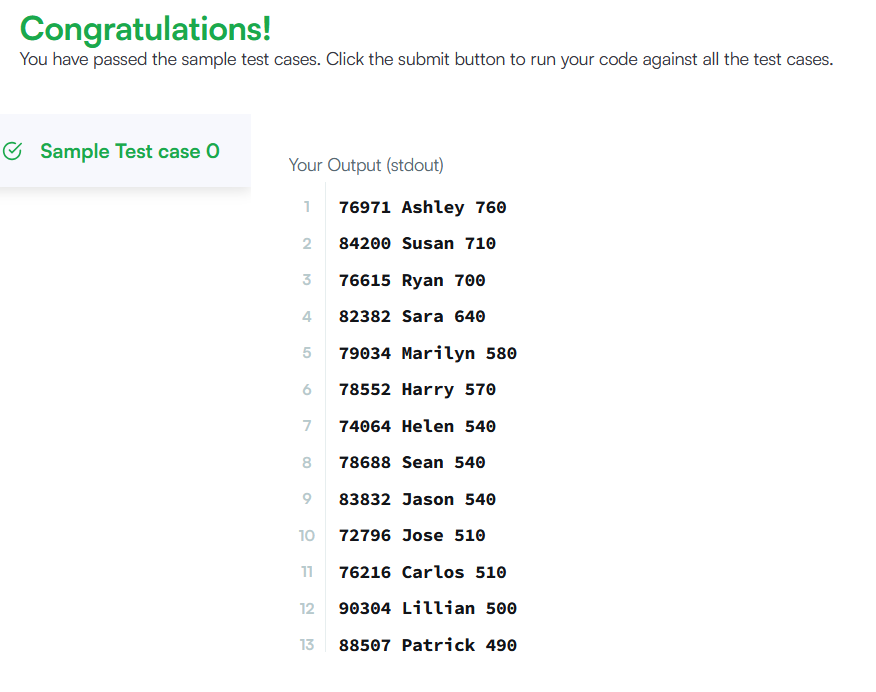 Congratulations!
You have passed the sample test cases. Click the submit button to run your code against all the test cases.
Sample Test case 0
Your Output (stdout)
1 76971 Ashley 760
2 84200 Susan 710
3 76615 Ryan 700
4 82382 Sara 640
5 79034 Marilyn 580
6 78552 Harry 570
7 74064 Helen 540
8 78688 Sean 540
9 83832 Jason 540
10 72796 Jose 510
11 76216 Carlos 510
12 90304 Lillian 500
13 88507 Patrick 490